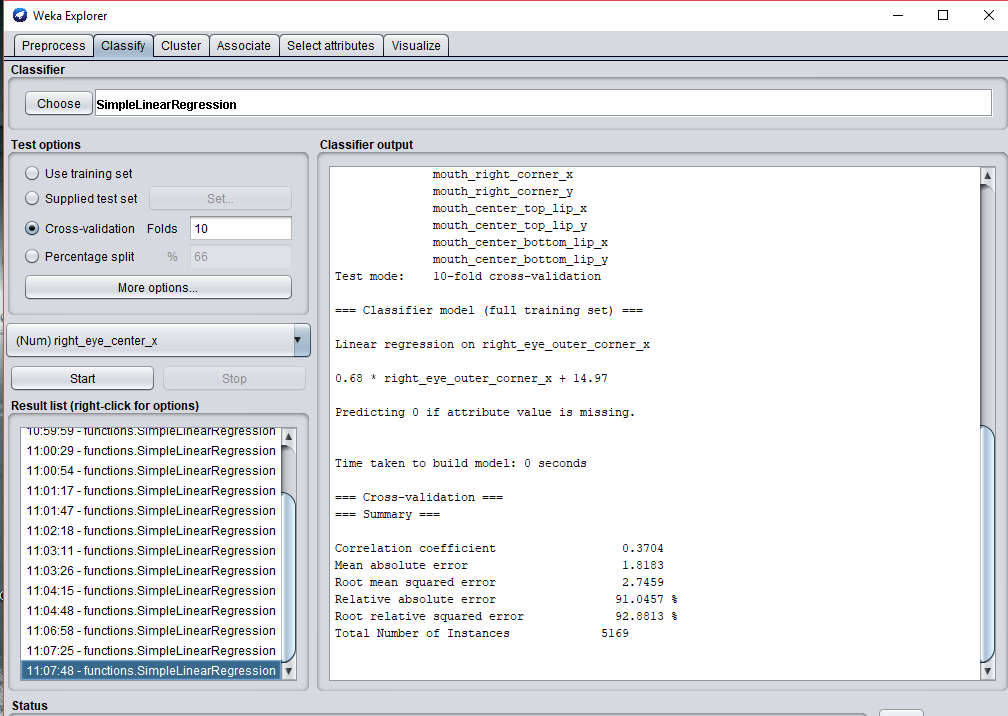 Weka Explorer
Preprocess Classify Cluster Associate Select attributes Visualize
Classifier
Choose SimpleLinearRegression
Test options
Use training set
Supplied test set Set...
Cross-validation Folds 10
Percentage split % 66
More options...
(Num) right_eye_center_x
Start Stop
Result list (right-click for options)
10:59:59 - functions.SimpleLinearRegression
11:00:29 - functions.SimpleLinearRegression
11:00:54 - functions.SimpleLinearRegression
11:01:17 - functions.SimpleLinearRegression
11:01:47 - functions.SimpleLinearRegression
11:02:18 - functions.SimpleLinearRegression
11:03:11 - functions.SimpleLinearRegression
11:03:26 - functions.SimpleLinearRegression
11:04:15 - functions.SimpleLinearRegression
11:04:48 - functions.SimpleLinearRegression
11:06:58 - functions.SimpleLinearRegression
11:07:25 - functions.SimpleLinearRegression
11:07:48 - functions.SimpleLinearRegression
Classifier output
mouth_right_corner_x
mouth_right_corner_y
mouth_center_top_lip_x
mouth_center_top_lip_y
mouth_center_bottom_lip_x
mouth_center_bottom_lip_y
Test mode: 10-fold cross-validation
=== Classifier model (full training set) ===
Linear regression on right_eye_outer_corner_x
0.68 * right_eye_outer_corner_x + 14.97
Predicting 0 if attribute value is missing.
Time taken to build model: 0 seconds
=== Cross-validation ===
=== Summary ===
Correlation coefficient 0.3704
Mean absolute error 1.8183
Root mean squared error 2.7459
Relative absolute error 91.0457 %
Root relative squared error 92.8813 %
Total Number of Instances 5169
Status